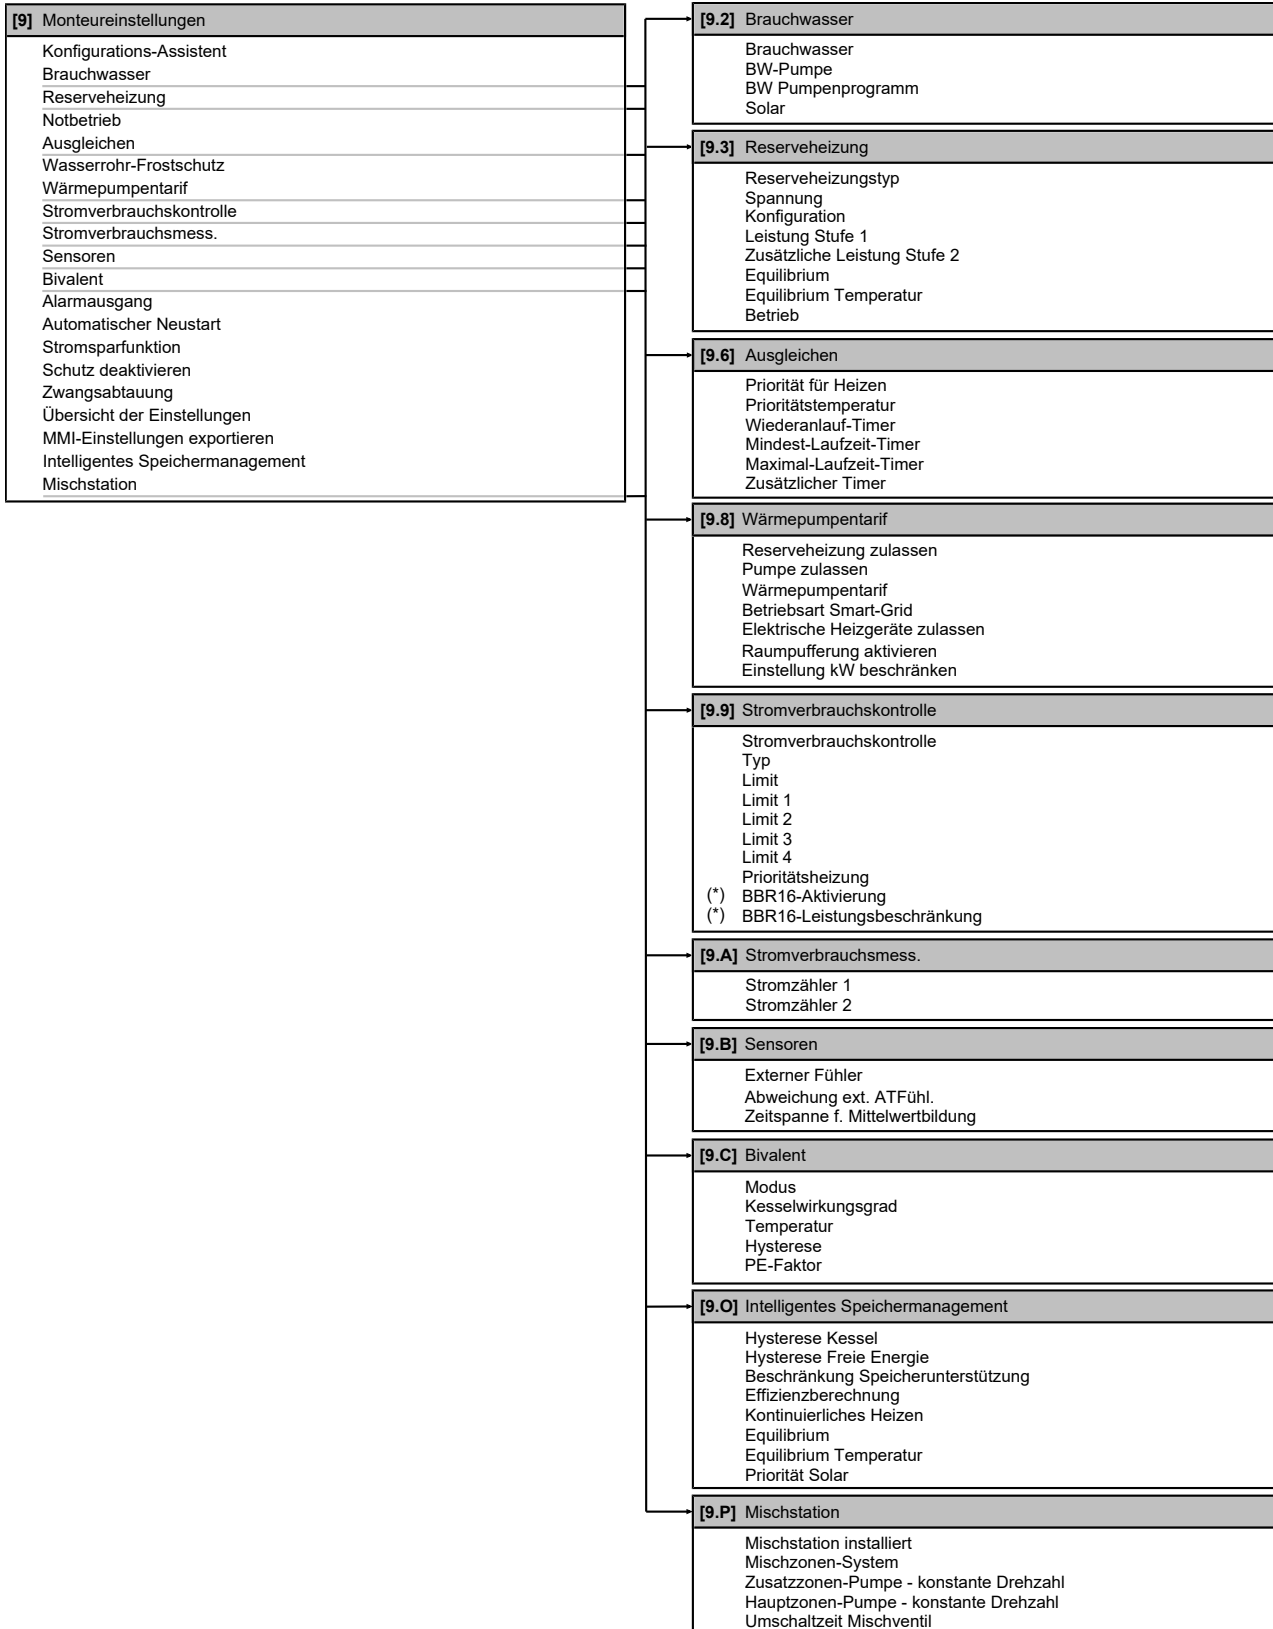 [9] Monteureinstellungen
Konfigurations-Assistent
Brauchwasser
Reserveheizung
Notbetrieb
Ausgleichen
Wasserrohr-Frostschutz
Wärmepumpentarif
Stromverbrauchskontrolle
Stromverbrauchsmess.
Sensoren
Bivalent
Alarmausgang
Automatischer Neustart
Stromsparfunktion
Schutz deaktivieren
Zwangsabtauung
Übersicht der Einstellungen
MMI-Einstellungen exportieren
Intelligentes Speichermanagement
Mischstation
[9.2] Brauchwasser
Brauchwasser
BW-Pumpe
BW Pumpenprogramm
Solar
[9.3] Reserveheizung
Reserveheizungstyp
Spannung
Konfiguration
Leistung Stufe 1
Zusätzliche Leistung Stufe 2
Equilibrium
Equilibrium Temperatur
Betrieb
[9.6] Ausgleichen
Priorität für Heizen
Prioritätstemperatur
Wiederanlauf-Timer
Mindest-Laufzeit-Timer
Maximal-Laufzeit-Timer
Zusätzlicher Timer
[9.8] Wärmepumpentarif
Reserveheizung zulassen
Pumpe zulassen
Wärmepumpentarif
Betriebsart Smart-Grid
Elektrische Heizgeräte zulassen
Raumpufferung aktivieren
Einstellung kW beschränken
[9.9] Stromverbrauchskontrolle
Stromverbrauchskontrolle
Typ
Limit
Limit 1
Limit 2
Limit 3
Limit 4
Prioritätsheizung
(*) BBR16-Aktivierung
(*) BBR16-Leistungsbeschränkung
[9.A] Stromverbrauchsmess.
Stromzähler 1
Stromzähler 2
[9.B] Sensoren
Externer Fühler
Abweichung ext. ATFühl.
Zeitspanne f. Mittelwertbildung
[9.C] Bivalent
Modus
Kesselwirkungsgrad
Temperatur
Hysterese
PE-Faktor
[9.O] Intelligentes Speichermanagement
Hysterese Kessel
Hysterese Freie Energie
Beschränkung Speicherunterstützung
Effizienzberechnung
Kontinuierliches Heizen
Equilibrium
Equilibrium Temperatur
Priorität Solar
[9.P] Mischstation
Mischstation installiert
Mischzonen-System
Zusatzzonen-Pumpe - konstante Drehzahl
Hauptzonen-Pumpe - konstante Drehzahl
Umschaltzeit Mischventil